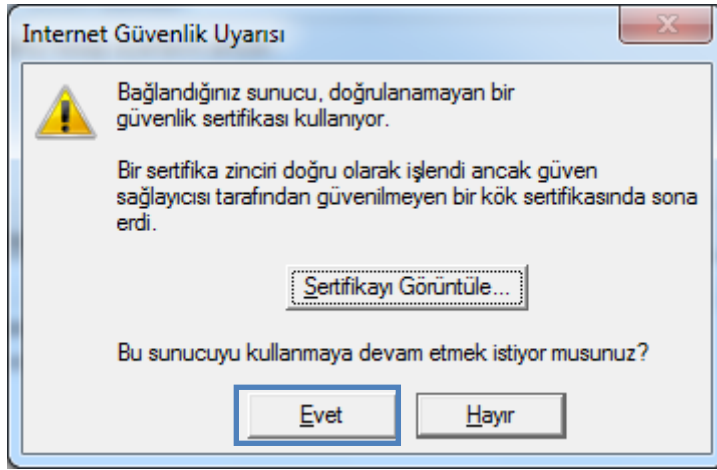 Internet Güvenlik Uyarısı
Bağlandığınız sunucu, doğrulanamayan bir
güvenlik sertifikası kullanıyor.
Bir sertifika zinciri doğru olarak işlendi ancak güven
sağlayıcısı tarafından güvenilmeyen bir kök sertifikasında sona
erdi.
Sertifikayı Görüntüle...
Bu sunucuyu kullanmaya devam etmek istiyor musunuz?
Evet Hayır